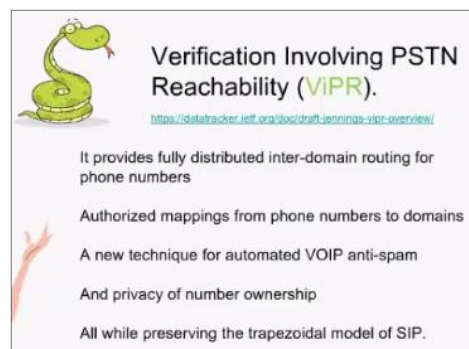 Verification Involving PSTN
Reachability (ViPR).
https://datatracker.ietf.org/doc/draft-jennings-vipr-overview/
It provides fully distributed inter-domain routing for
phone numbers
Authorized mappings from phone numbers to domains
A new technique for automated VOIP anti-spam
And privacy of number ownership
All while preserving the trapezoidal model of SIP.